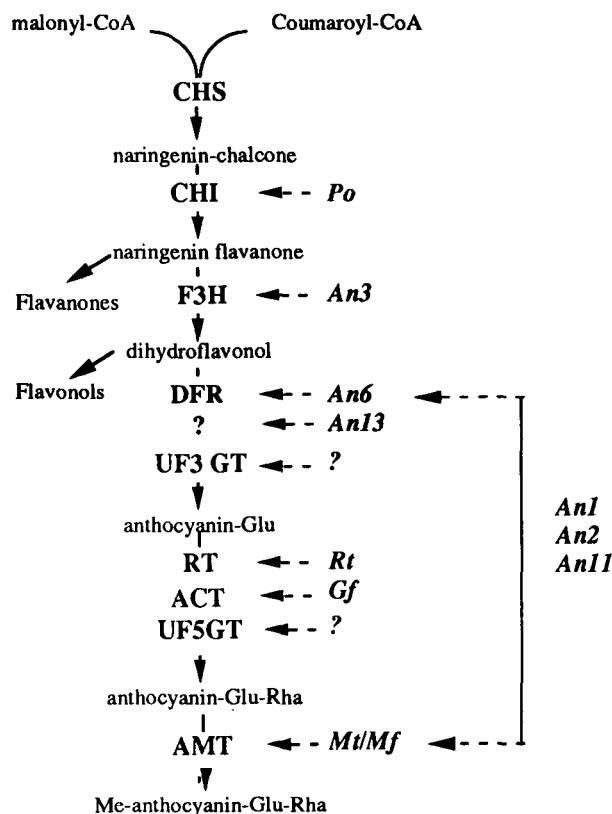 malonyl-CoA Coumaroyl-CoA
CHS
naringenin-chalcone
CHI Po
naringenin flavanone
Flavanones F3H An3
dihydroflavonol
Flavonols DFR An6
? An13
UF3 GT ?
An1
anthocyanin-Glu
An2
RT Rt An11
ACT Gf
UF5GT ?
anthocyanin-Glu-Rha
AMT Mt/Mf
Me-anthocyanin-Glu-Rha